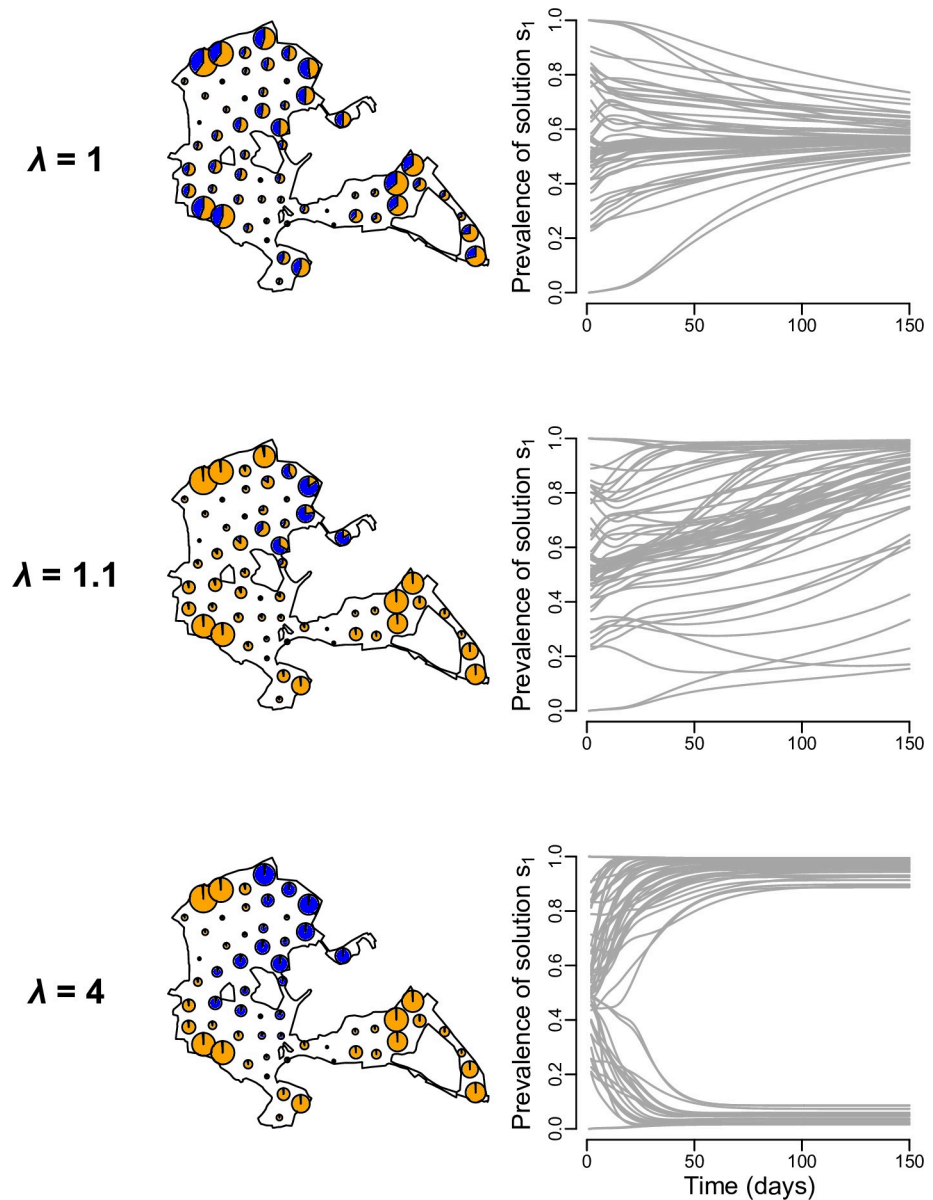 λ = 1
Prevalence of solution s₁
0.0 0.2 0.4 0.6 0.8 1.0
0 50 100 150
λ = 1.1
Prevalence of solution s₁
0.0 0.2 0.4 0.6 0.8 1.0
0 50 100 150
λ = 4
Prevalence of solution s₁
0.0 0.2 0.4 0.6 0.8 1.0
0 50 100 150
Time (days)